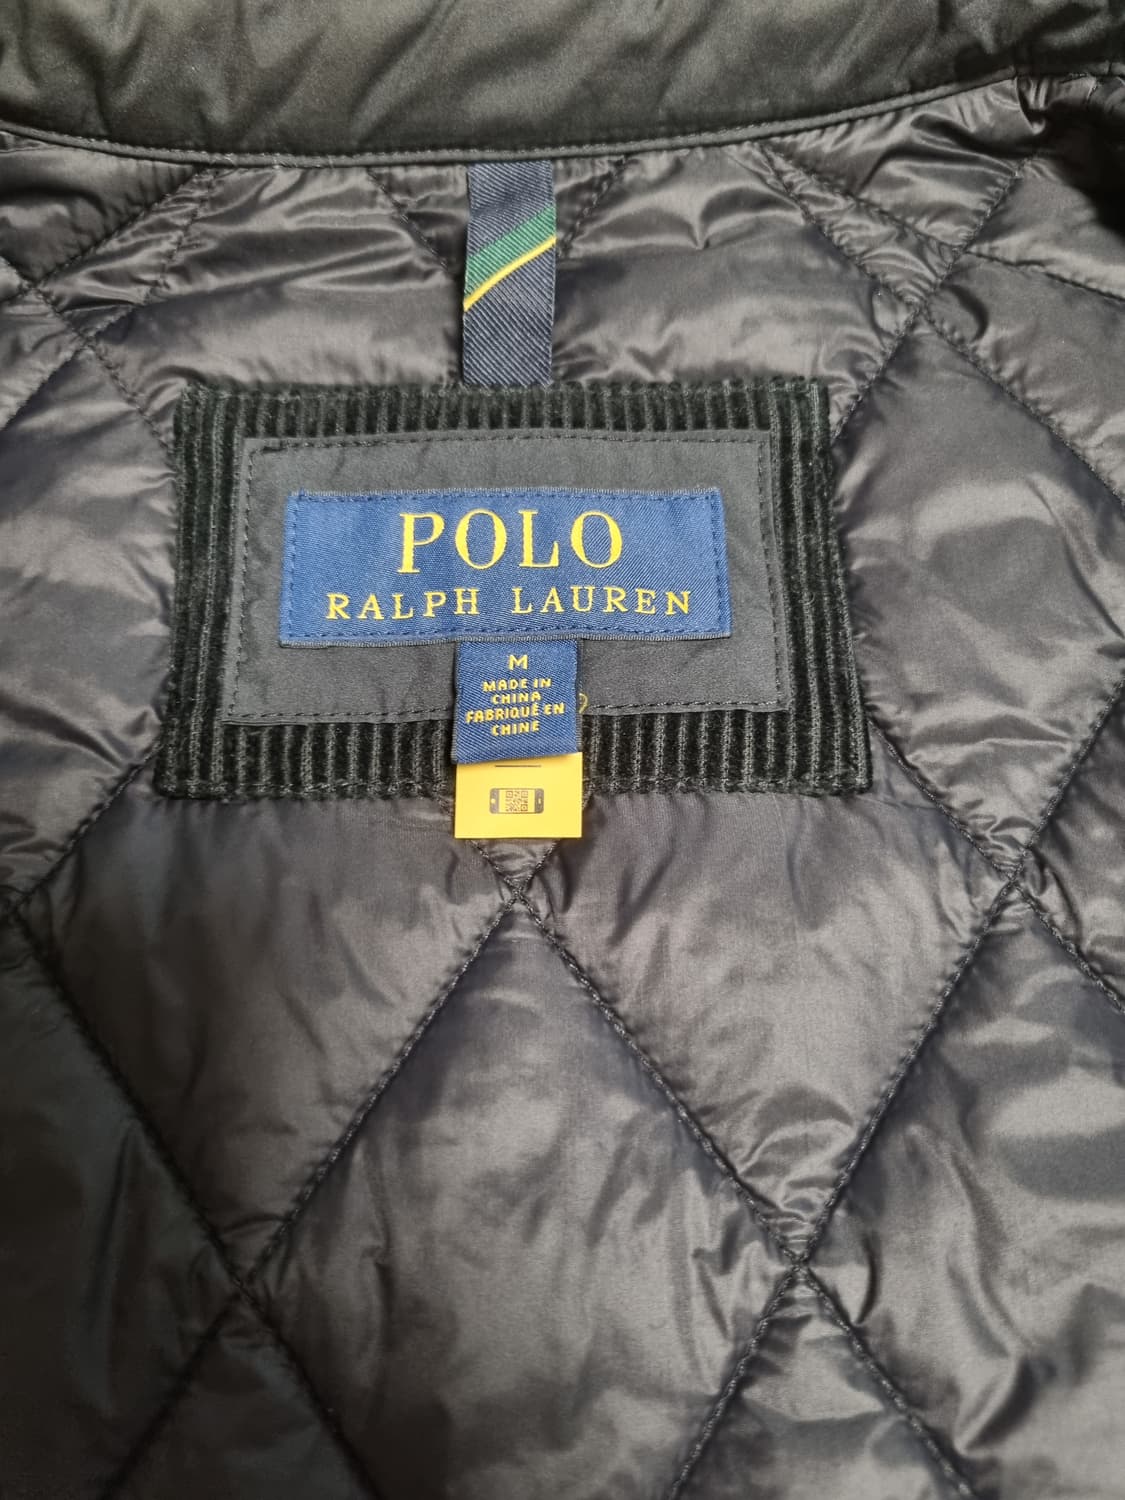 POLO
RALPH LAUREN
M
MADE IN
CHINA
FABRIQUÉ EN
CHINE